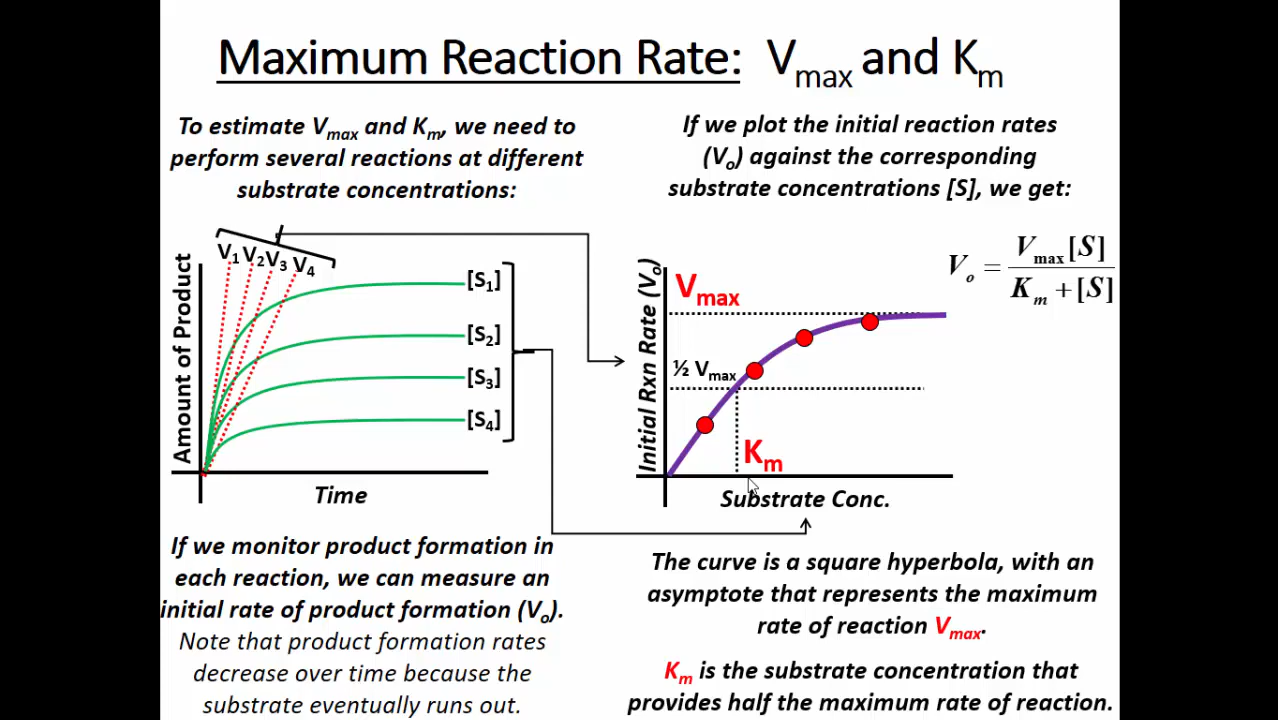 Maximum Reaction Rate: Vmax and Km
To estimate Vmax and Km, we need to
perform several reactions at different
substrate concentrations:
V1 V2 V3 V4
[S1]
[S2]
[S3]
[S4]
Amount of Product
Time
If we monitor product formation in
each reaction, we can measure an
initial rate of product formation (Vo).
Note that product formation rates
decrease over time because the
substrate eventually runs out.
If we plot the initial reaction rates
(Vo) against the corresponding
substrate concentrations [S], we get:
Vo = Vmax[S]
Km + [S]
Vmax
½ Vmax
Km
Initial Rxn Rate (Vo)
Substrate Conc.
The curve is a square hyperbola, with an
asymptote that represents the maximum
rate of reaction Vmax.
Km is the substrate concentration that
provides half the maximum rate of reaction.